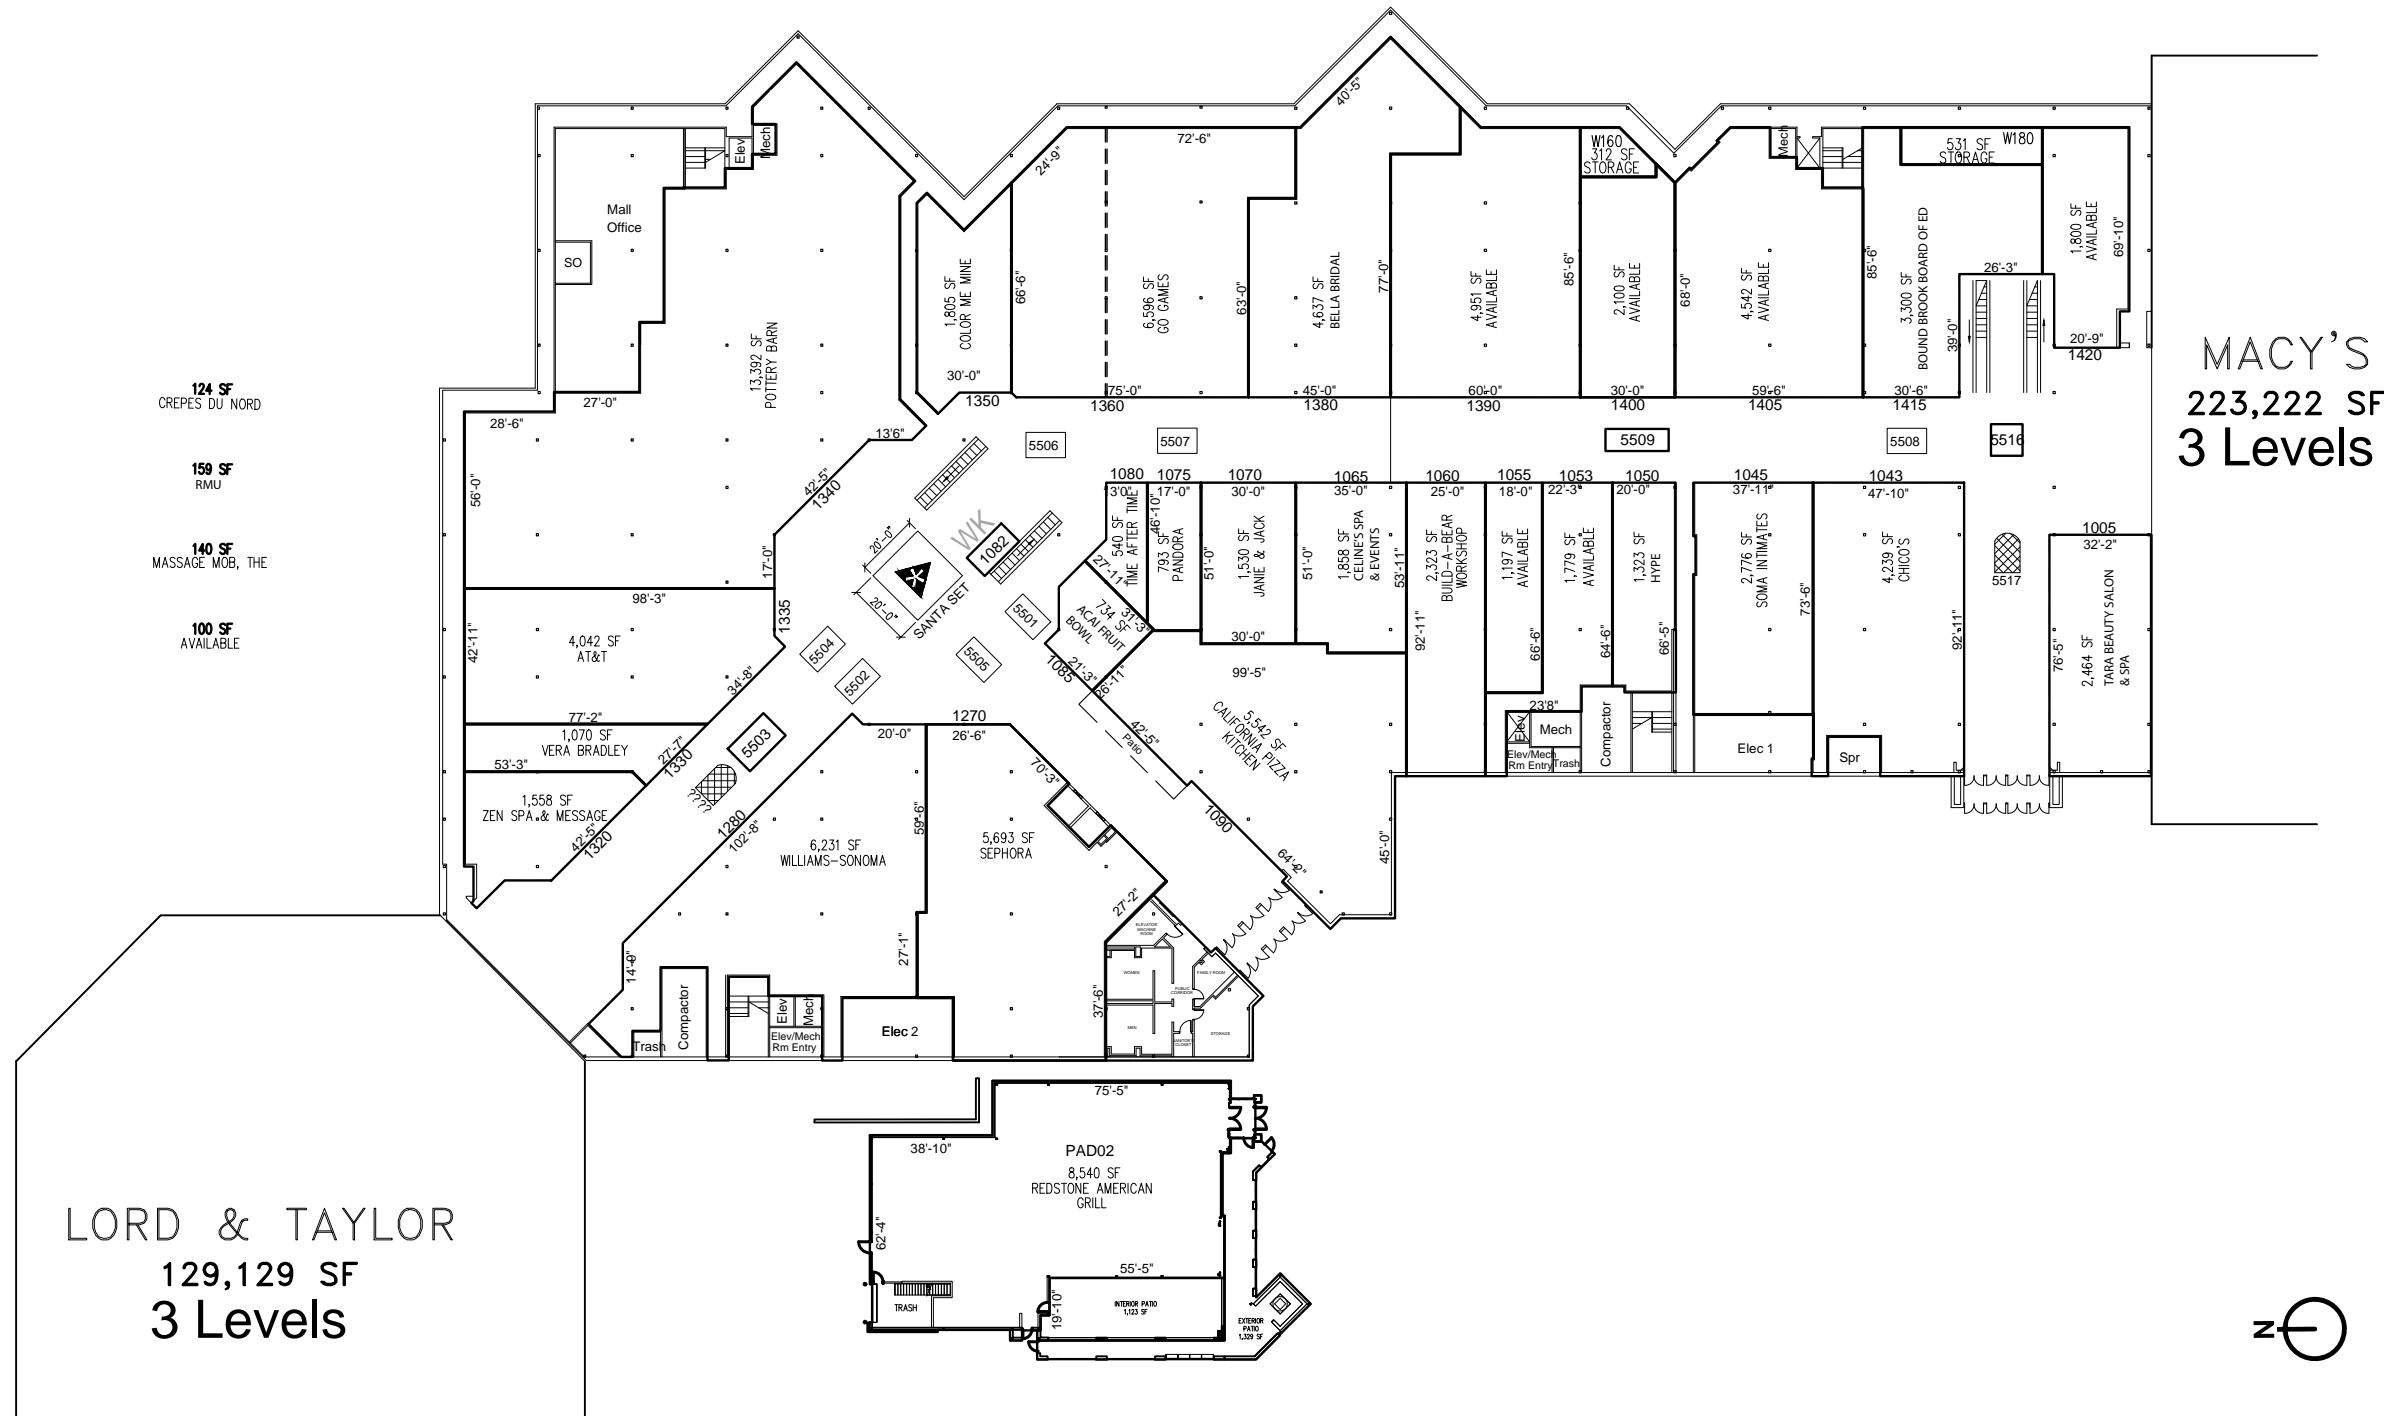 40'-5"
24'-9"
72'-6"
Elev
Mech
Mall
Office
SO
W160
312 SF
STORAGE
Mech
531 SF
W180
STORAGE
13,392 SF
POTTERY BARN
1,805 SF
COLOR ME MINE
66'-6"
6,596 SF
GO GAMES
63'-0"
4,637 SF
BELLA BRIDAL
77'-0"
4,951 SF
AVAILABLE
85'-6"
2,100 SF
AVAILABLE
68'-0"
4,542 SF
AVAILABLE
85'-6"
3,300 SF
BOUND BROOK BOARD OF ED
26'-3"
39'-0"
1,800 SF
AVAILABLE
69'-10"
20'-9"
1420
MACY'S
223,222 SF
3 Levels
30'-0"
1350
75'-0"
1360
45'-0"
1380
60'-0"
1390
30'-0"
1400
59'-6"
1405
30'-6"
1415
124 SF
CREPES DU NORD
159 SF
RMU
140 SF
MASSAGE MOB, THE
100 SF
AVAILABLE
27'-0"
28'-6"
56'-0"
13'6"
42'-5"
1340
17'-0"
98'-3"
1335
5506
5507
5509
5508
5516
1080
1075
1070
1065
1060
1055
1053
1050
1045
1043
3'0"
17'-0"
30'-0"
35'-0"
25'-0"
18'-0"
22'-3"
20'-0"
37'-11"
47'-10"
540 SF
TIME AFTER TIME
46'-10"
793 SF
PANDORA
51'-0"
1,530 SF
JANIE & JACK
51'-0"
1,858 SF
CELINE'S SPA
& EVENTS
53'-11"
2,323 SF
BUILD-A-BEAR
WORKSHOP
92'-11"
1,197 SF
AVAILABLE
66'-6"
1,779 SF
AVAILABLE
64'-6"
1,323 SF
HYPE
66'-5"
2,776 SF
SOMA INTIMATES
73'-6"
4,239 SF
CHICO'S
92'-11"
5517
1005
32'-2"
2,464 SF
TARA BEAUTY SALON
& SPA
76'-5"
WK
1082
20'-0"
20'-0"
SANTA SET
5501
5505
5504
5502
5503
27'-11"
31'-3"
734 SF
ACAI FRUIT
BOWL
21'-3"
1085
26'-11"
30'-0"
99'-5"
5,542 SF
CALIFORNIA PIZZA
KITCHEN
42'-5"
Patio
1090
64'-2"
45'-0"
42'-11"
4,042 SF
AT&T
34'-8"
77'-2"
1,070 SF
VERA BRADLEY
27'-7"
1330
53'-3"
1,558 SF
ZEN SPA & MESSAGE
42'-5"
1320
????
1280
102'-8"
20'-0"
1270
26'-6"
70'-3"
59'-6"
6,231 SF
WILLIAMS-SONOMA
5,693 SF
SEPHORA
27'-1"
27'-2"
37'-6"
14'-9"
23'8"
Elev
Mech
Elev/Mech
Rm Entry
Trash
Compactor
Elec 1
Spr
Trash
Compactor
Elev
Mech
Elev/Mech
Rm Entry
Elec 2
ELEVATOR
MACHINE
ROOM
WOMEN
FAMILY ROOM
PUBLIC
CORRIDOR
MEN
JANITOR'S
CLOSET
STORAGE
75'-5"
38'-10"
PAD02
8,540 SF
REDSTONE AMERICAN
GRILL
62'-4"
55'-5"
19'-10"
INTERIOR PATIO
1,123 SF
TRASH
EXTERIOR
PATIO
1,329 SF
LORD & TAYLOR
129,129 SF
3 Levels
N